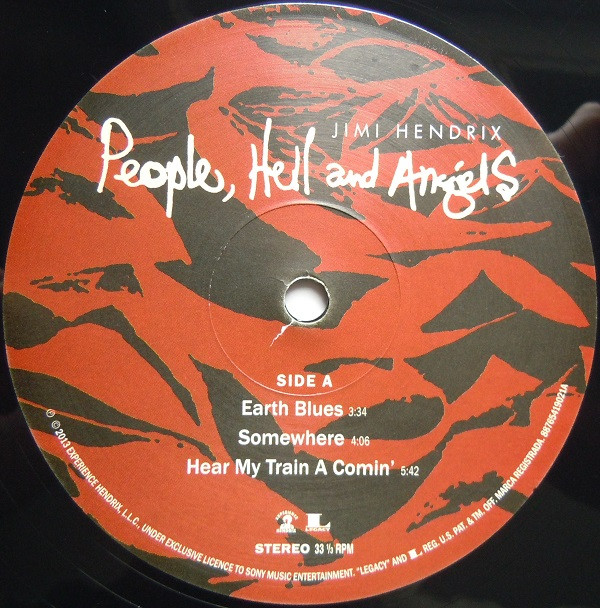 JIMI HENDRIX
People, Hell and Angels
SIDE A
Earth Blues 3:34
Somewhere 4:06
Hear My Train A Comin' 5:42
LEGACY
STEREO 33 ⅓ RPM
℗ © 2013 EXPERIENCE HENDRIX, L.L.C. UNDER EXCLUSIVE LICENCE TO SONY MUSIC ENTERTAINMENT. "LEGACY" AND L REG. U.S. PAT. & TM. OFF. MARCA REGISTRADA. 88765419021A